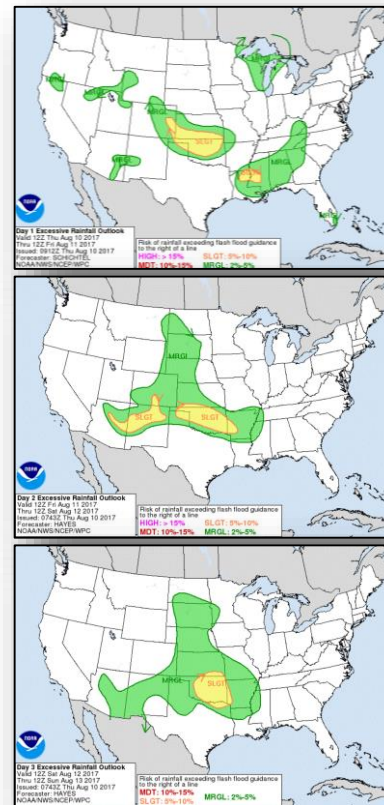 MRGL
MRGL
MRGL
MRGL
SLGT
SLGT
MRGL
MRGL
MRGL
noaa
Day 1 Excessive Rainfall Outlook
Valid 12Z Thu Aug 10 2017
Thru 12Z Fri Aug 11 2017
Issued: 0912Z Thu Aug 10 2017
Forecaster: SCHICHTEL
NOAA/NWS/NCEP/WPC
Risk of rainfall exceeding flash flood guidance
to the right of a line
HIGH: > 15% SLGT: 5%-10%
MDT: 10%-15% MRGL: 2%-5%
MRGL
SLGT
SLGT
noaa
Day 2 Excessive Rainfall Outlook
Valid 12Z Fri Aug 11 2017
Thru 12Z Sat Aug 12 2017
Issued: 0743Z Thu Aug 10 2017
Forecaster: HAYES
NOAA/NWS/NCEP/WPC
Risk of rainfall exceeding flash flood guidance
to the right of a line
HIGH: > 15% SLGT: 5%-10%
MDT: 10%-15% MRGL: 2%-5%
MRGL
SLGT
noaa
Day 3 Excessive Rainfall Outlook
Valid 12Z Sat Aug 12 2017
Thru 12Z Sun Aug 13 2017
Issued: 0743Z Thu Aug 10 2017
Forecaster: HAYES
NOAA/NWS/NCEP/WPC
Risk of rainfall exceeding flash flood guidance
to the right of a line
MDT: 10%-15% MRGL: 2%-5%
SLGT: 5%-10%